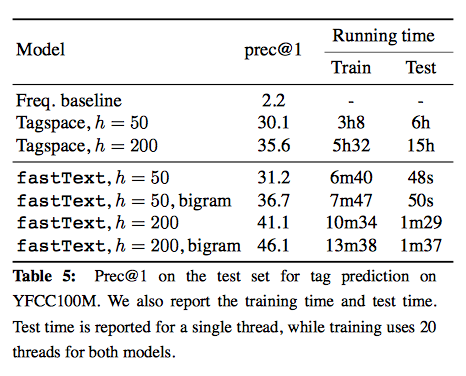 Model prec@1 Running time
Train Test
Freq. baseline 2.2 - -
Tagspace, h = 50 30.1 3h8 6h
Tagspace, h = 200 35.6 5h32 15h
fastText, h = 50 31.2 6m40 48s
fastText, h = 50, bigram 36.7 7m47 50s
fastText, h = 200 41.1 10m34 1m29
fastText, h = 200, bigram 46.1 13m38 1m37
Table 5: Prec@1 on the test set for tag prediction on
YFCC100M. We also report the training time and test time.
Test time is reported for a single thread, while training uses 20
threads for both models.